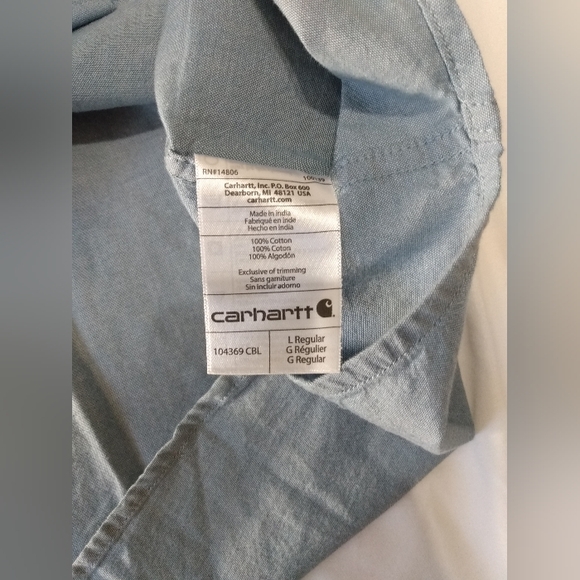 RN#14806
Carhartt, Inc. P.O. Box 600
Dearborn, MI 48121 USA
carhartt.com
Made in India
Fabriqué en Inde
Hecho en India
100% Cotton
100% Coton
100% Algodón
Exclusive of trimming
Sans garniture
Sin incluir adorno
carhartt
104369 CBL
L Regular
G Régulier
G Regular